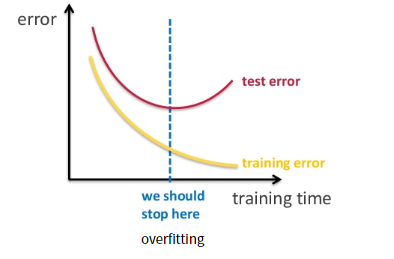 error
test error
training error
we should
stop here
training time
overfitting